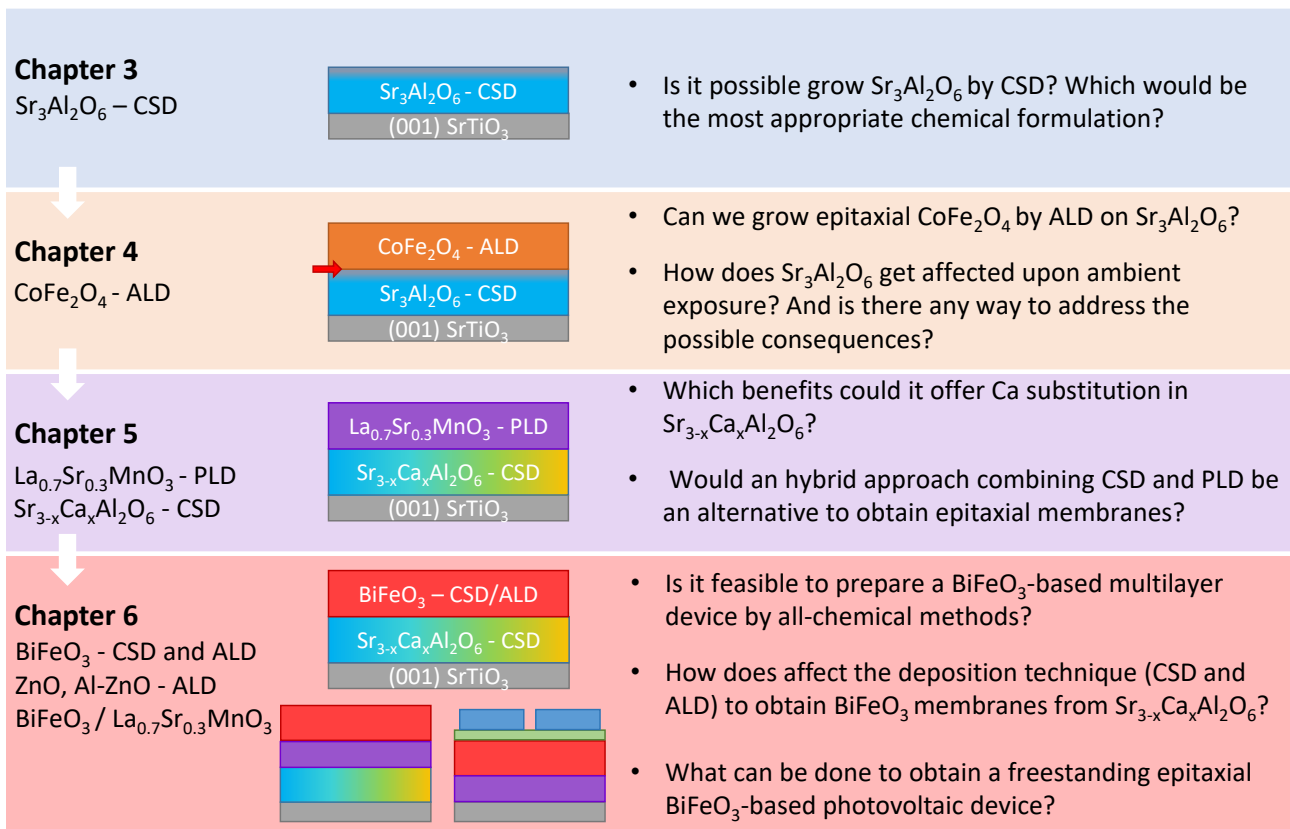 Chapter 3
Sr₃Al₂O₆ – CSD
Sr₃Al₂O₆ - CSD
(001) SrTiO₃
• Is it possible grow Sr₃Al₂O₆ by CSD? Which would be
the most appropriate chemical formulation?
Chapter 4
CoFe₂O₄ - ALD
CoFe₂O₄ - ALD
Sr₃Al₂O₆ - CSD
(001) SrTiO₃
• Can we grow epitaxial CoFe₂O₄ by ALD on Sr₃Al₂O₆?
• How does Sr₃Al₂O₆ get affected upon ambient
exposure? And is there any way to address the
possible consequences?
Chapter 5
La₀.₇Sr₀.₃MnO₃ - PLD
Sr₃₋ₓCaₓAl₂O₆ - CSD
La₀.₇Sr₀.₃MnO₃ - PLD
Sr₃₋ₓCaₓAl₂O₆ - CSD
(001) SrTiO₃
• Which benefits could it offer Ca substitution in
Sr₃₋ₓCaₓAl₂O₆?
• Would an hybrid approach combining CSD and PLD be
an alternative to obtain epitaxial membranes?
Chapter 6
BiFeO₃ - CSD and ALD
ZnO, Al-ZnO - ALD
BiFeO₃ / La₀.₇Sr₀.₃MnO₃
BiFeO₃ – CSD/ALD
Sr₃₋ₓCaₓAl₂O₆ - CSD
(001) SrTiO₃
• Is it feasible to prepare a BiFeO₃-based multilayer
device by all-chemical methods?
• How does affect the deposition technique (CSD and
ALD) to obtain BiFeO₃ membranes from Sr₃₋ₓCaₓAl₂O₆?
• What can be done to obtain a freestanding epitaxial
BiFeO₃-based photovoltaic device?